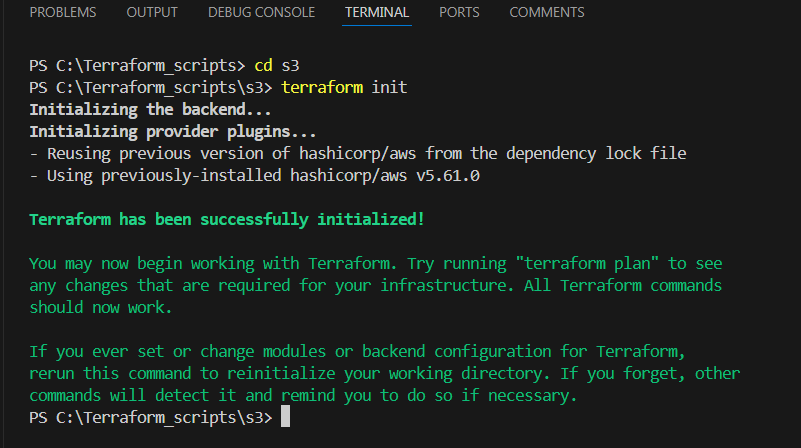 PROBLEMS OUTPUT DEBUG CONSOLE TERMINAL PORTS COMMENTS
PS C:\Terraform_scripts> cd s3
PS C:\Terraform_scripts\s3> terraform init
Initializing the backend...
Initializing provider plugins...
- Reusing previous version of hashicorp/aws from the dependency lock file
- Using previously-installed hashicorp/aws v5.61.0
Terraform has been successfully initialized!
You may now begin working with Terraform. Try running "terraform plan" to see
any changes that are required for your infrastructure. All Terraform commands
should now work.
If you ever set or change modules or backend configuration for Terraform,
rerun this command to reinitialize your working directory. If you forget, other
commands will detect it and remind you to do so if necessary.
PS C:\Terraform_scripts\s3>